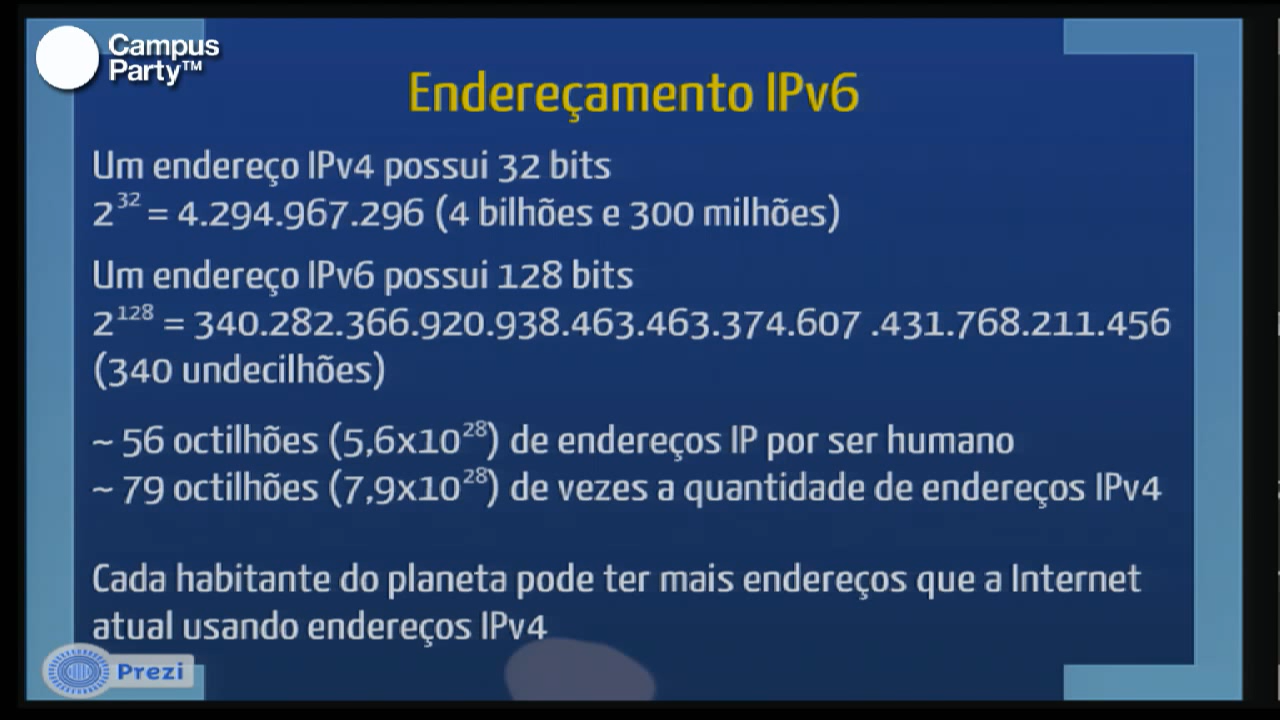 Campus
Party™
Endereçamento IPv6
Um endereço IPv4 possui 32 bits
2³² = 4.294.967.296 (4 bilhões e 300 milhões)
Um endereço IPv6 possui 128 bits
2¹²⁸ = 340.282.366.920.938.463.463.374.607 .431.768.211.456
(340 undecilhões)
~ 56 octilhões (5,6x10²⁸) de endereços IP por ser humano
~ 79 octilhões (7,9x10²⁸) de vezes a quantidade de endereços IPv4
Cada habitante do planeta pode ter mais endereços que a Internet
atual usando endereços IPv4
Prezi